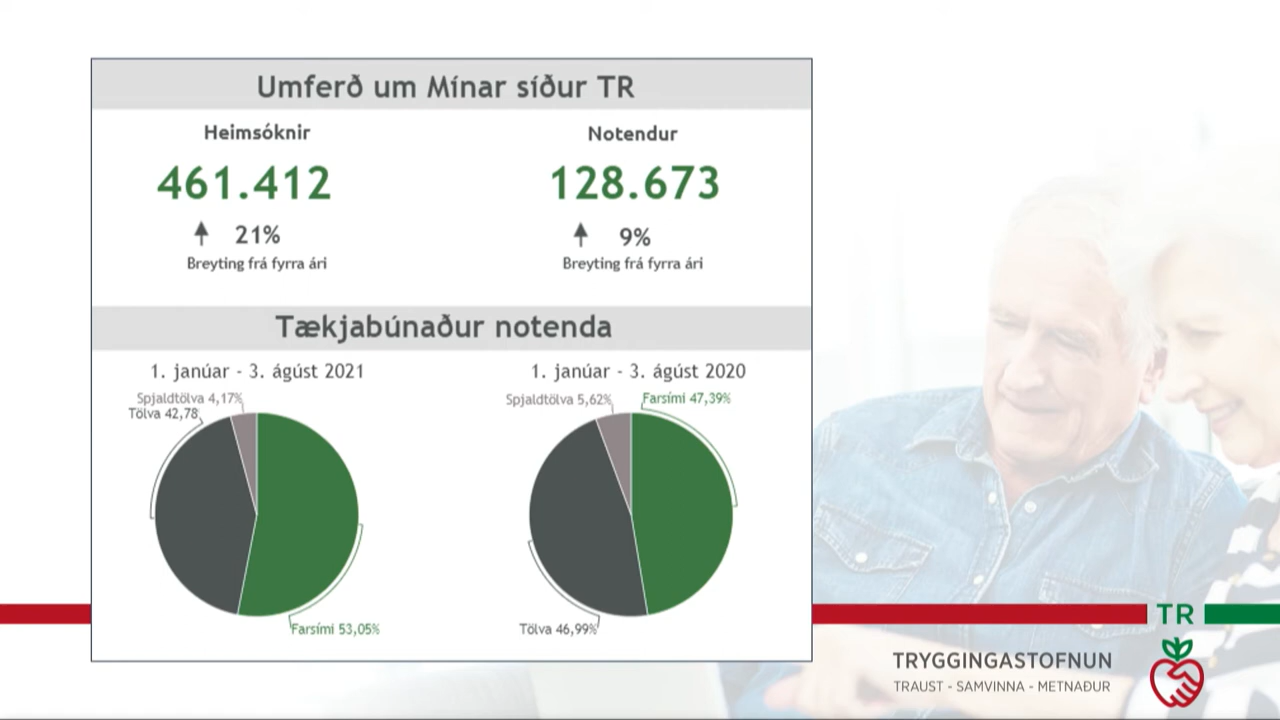 Umferð um Mínar síður TR
Heimsóknir
Notendur
461.412
128.673
21%
9%
Breyting frá fyrra ári
Breyting frá fyrra ári
Tækjabúnaður notenda
1. janúar - 3. ágúst 2021
1. janúar - 3. ágúst 2020
Spjaldtölva 4,17%
Tölva 42,78
Farsími 53,05%
Spjaldtölva 5,62%
Farsími 47,39%
Tölva 46,99%
TR
TRYGGINGASTOFNUN
TRAUST - SAMVINNA - METNAÐUR